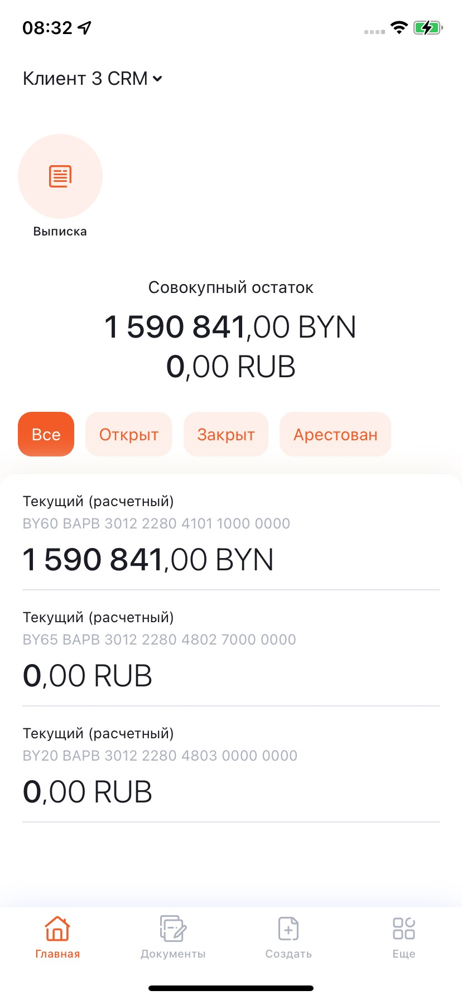 08:32
Клиент 3 CRM
Выписка
Совокупный остаток
1 590 841,00 BYN
0,00 RUB
Все Открыт Закрыт Арестован
Текущий (расчетный)
BY60 BAPB 3012 2280 4101 1000 0000
1 590 841,00 BYN
Текущий (расчетный)
BY65 BAPB 3012 2280 4802 7000 0000
0,00 RUB
Текущий (расчетный)
BY20 BAPB 3012 2280 4803 0000 0000
0,00 RUB
Главная Документы Создать Еще